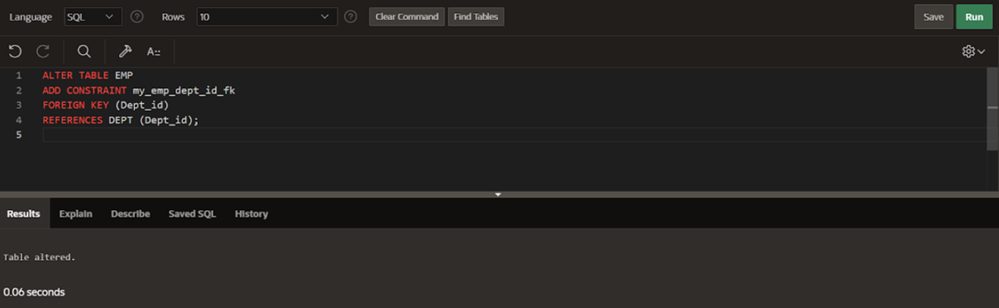 Language SQL Rows 10 Clear Command Find Tables Save Run
A::
1 ALTER TABLE EMP
2 ADD CONSTRAINT my_emp_dept_id_fk
3 FOREIGN KEY (Dept_id)
4 REFERENCES DEPT (Dept_id);
5
Results Explain Describe Saved SQL History
Table altered.
0.06 seconds